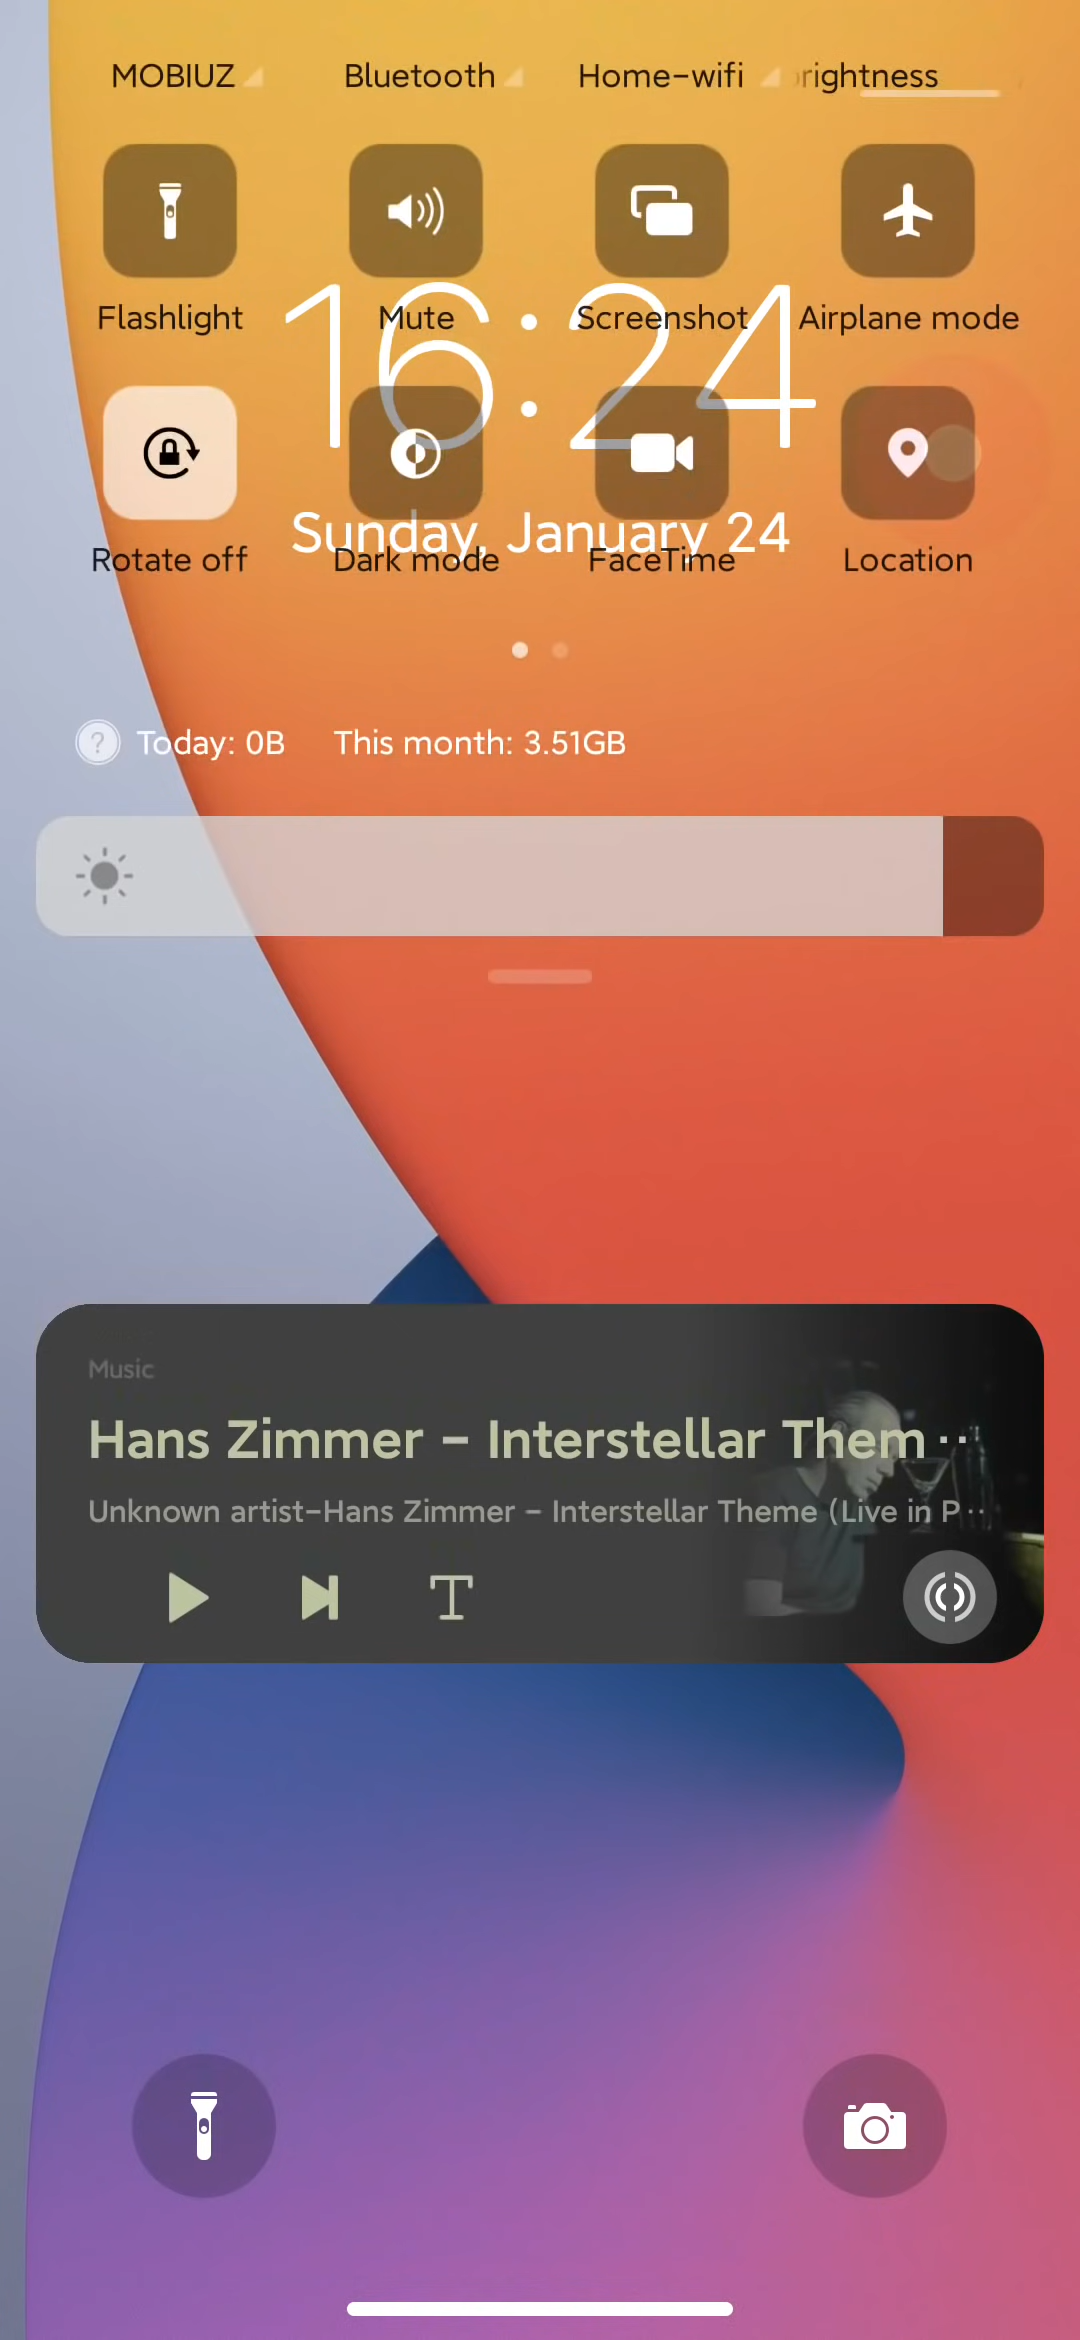 MOBIUZ Bluetooth Home-wifi rightness
Flashlight Mute Screenshot Airplane mode
16:24
Rotate off Dark mode FaceTime Location
Sunday, January 24
? Today: 0B This month: 3.51GB
Music
Hans Zimmer - Interstellar Them··
Unknown artist-Hans Zimmer - Interstellar Theme (Live in P··
T